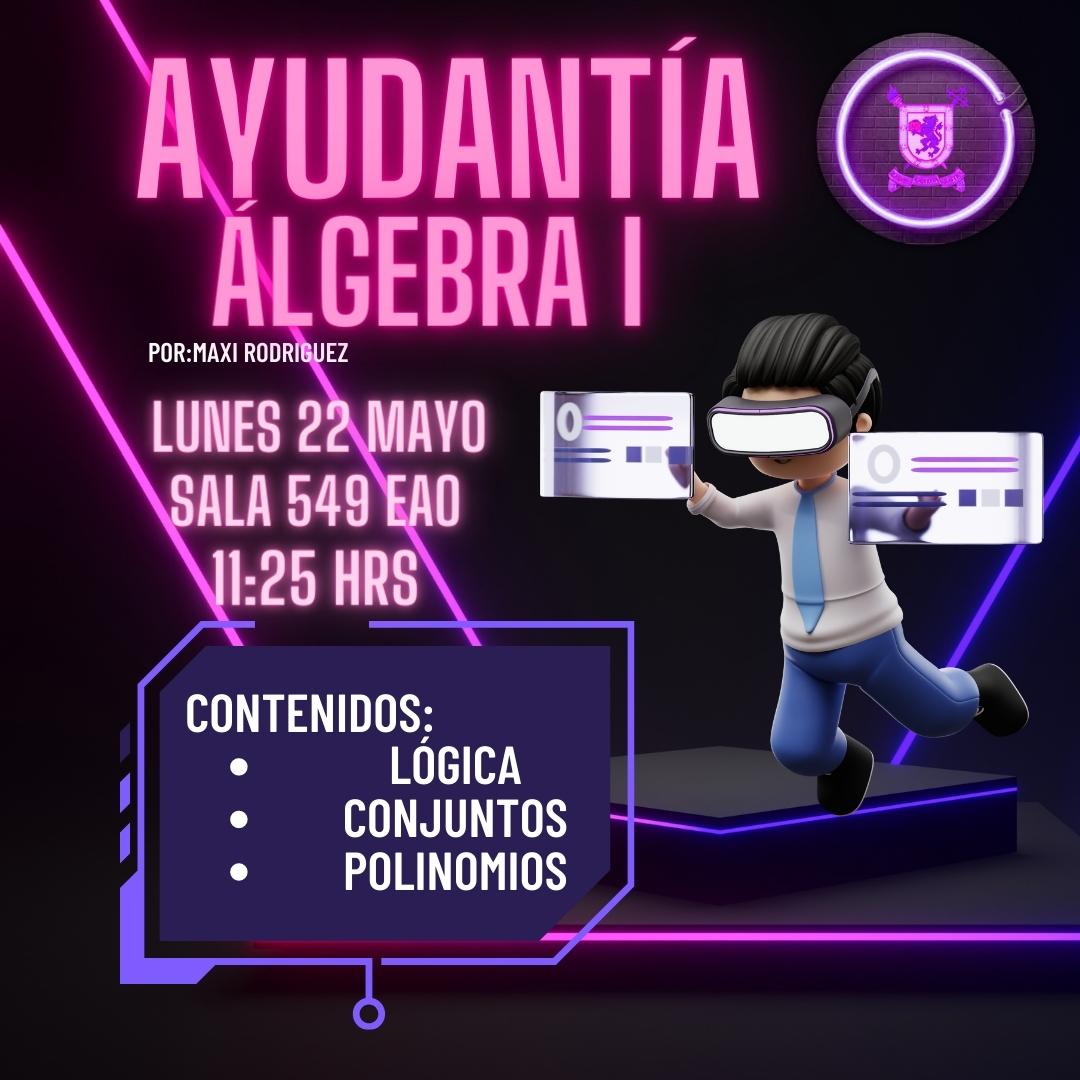 AYUDANTÍA
ÁLGEBRA I
POR:MAXI RODRIGUEZ
LUNES 22 MAYO
SALA 549 EAO
11:25 HRS
CONTENIDOS:
• LÓGICA
• CONJUNTOS
• POLINOMIOS